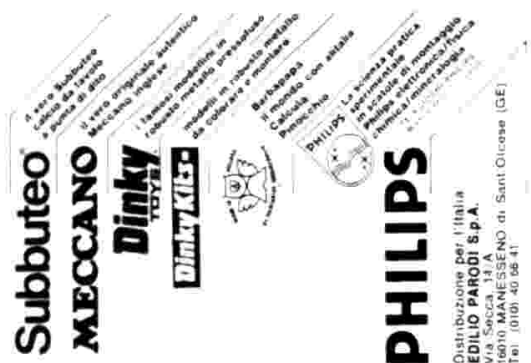 Subbuteo
il vero Subbuteo
calcio da tavolo
a punta di dito
MECCANO
il vero originale autentico
Meccano inglese
Dinky
TOYS
i famosi modellini in
robusto metallo pressofuso
Dinky Kits
modelli in robusto metallo
da colorare e montare
Barbapapà
il mondo con alitalia
Calcula
Pinocchio
PHILIPS
La scienza pratica
sperimentale
in scatole di montaggio
Philips elettronica/fisica
chimica/mineralogia
PHILIPS
Distribuzione per l'Italia
EDILIO PARODI S.p.A.
Via Secca, 14/A
16010 MANESSENO di Sant'Olcese (GE)
Tel. (010) 40 66 41